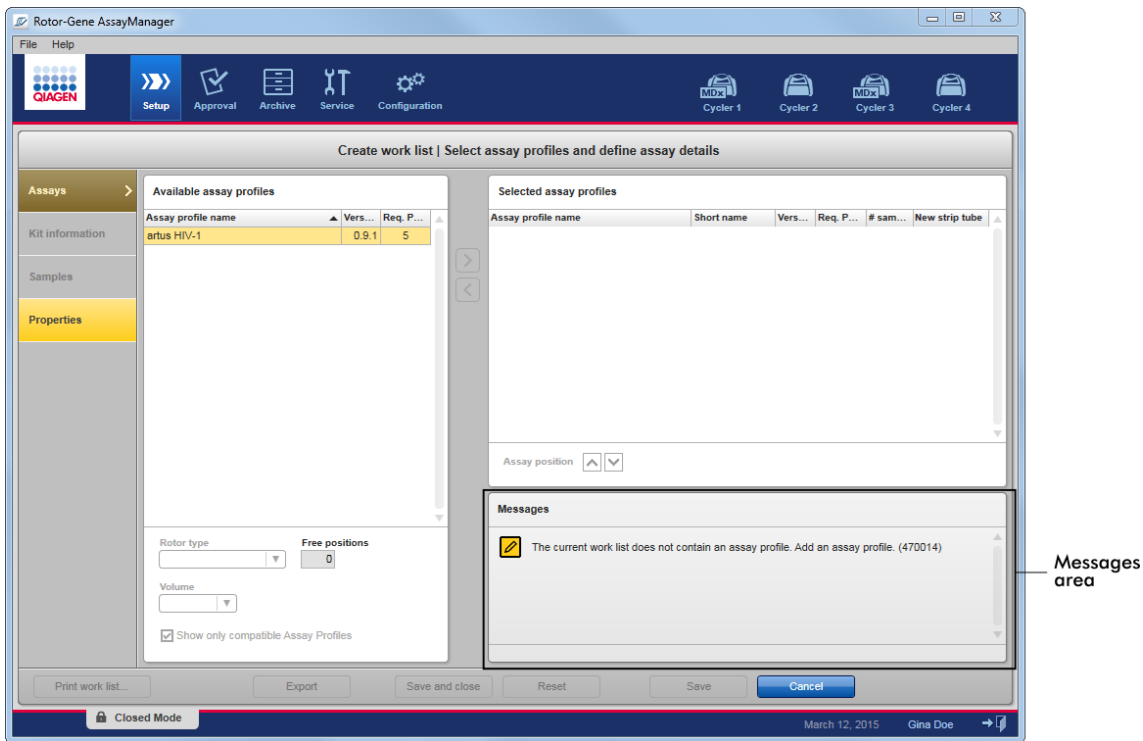 Rotor-Gene AssayManager
File Help
QIAGEN
Setup
Approval
Archive
Service
Configuration
MDx
Cycler 1
Cycler 2
MDx
Cycler 3
Cycler 4
Create work list | Select assay profiles and define assay details
Assays
Kit information
Samples
Properties
Available assay profiles
Assay profile name Vers... Req. P...
artus HIV-1 0.9.1 5
Rotor type
Free positions
0
Volume
Show only compatible Assay Profiles
Selected assay profiles
Assay profile name Short name Vers... Req. P... # sam... New strip tube
Assay position
Messages
The current work list does not contain an assay profile. Add an assay profile. (470014)
Messages
area
Print work list... Export Save and close Reset Save Cancel
Closed Mode
March 12, 2015 Gina Doe